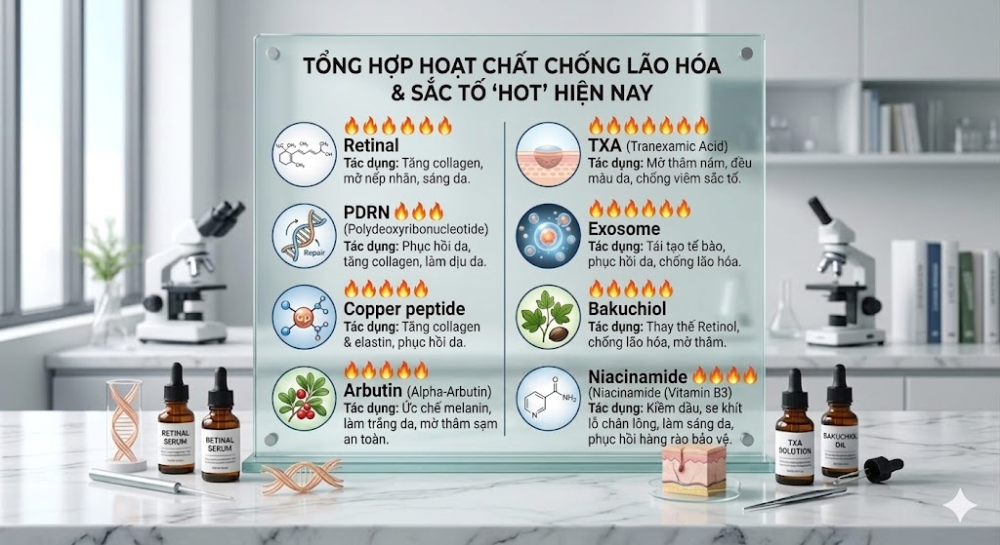 TỔNG HỢP HOẠT CHẤT CHỐNG LÃO HÓA
& SẮC TỐ ‘HOT’ HIỆN NAY
Retinal
Tác dụng: Tăng collagen,
mờ nếp nhăn, sáng da.
PDRN
(Polydeoxyribonucleotide)
Tác dụng: Phục hồi da,
tăng collagen, làm dịu da.
Repair
Copper peptide
Tác dụng: Tăng collagen
& elastin, phục hồi da.
Arbutin (Alpha-Arbutin)
Tác dụng: Ức chế melanin,
làm trắng da, mờ thâm sạm
an toàn.
TXA (Tranexamic Acid)
Tác dụng: Mờ thâm nám, đều
màu da, chống viêm sắc tố.
Exosome
Tác dụng: Tái tạo tế bào,
phục hồi da, chống lão hóa.
Bakuchiol
Tác dụng: Thay thế Retinol,
chống lão hóa, mờ thâm.
Niacinamide
(Niacinamide (Vitamin B3)
Tác dụng: Kiềm dầu, se khít
lỗ chân lông, làm sáng da,
phục hồi hàng rào bảo vệ.
O
NH₂
N
RETINAL
SERUM
BETINAL
SERUM
TXA
SOLUTION
BAKUCHIOL
OIL